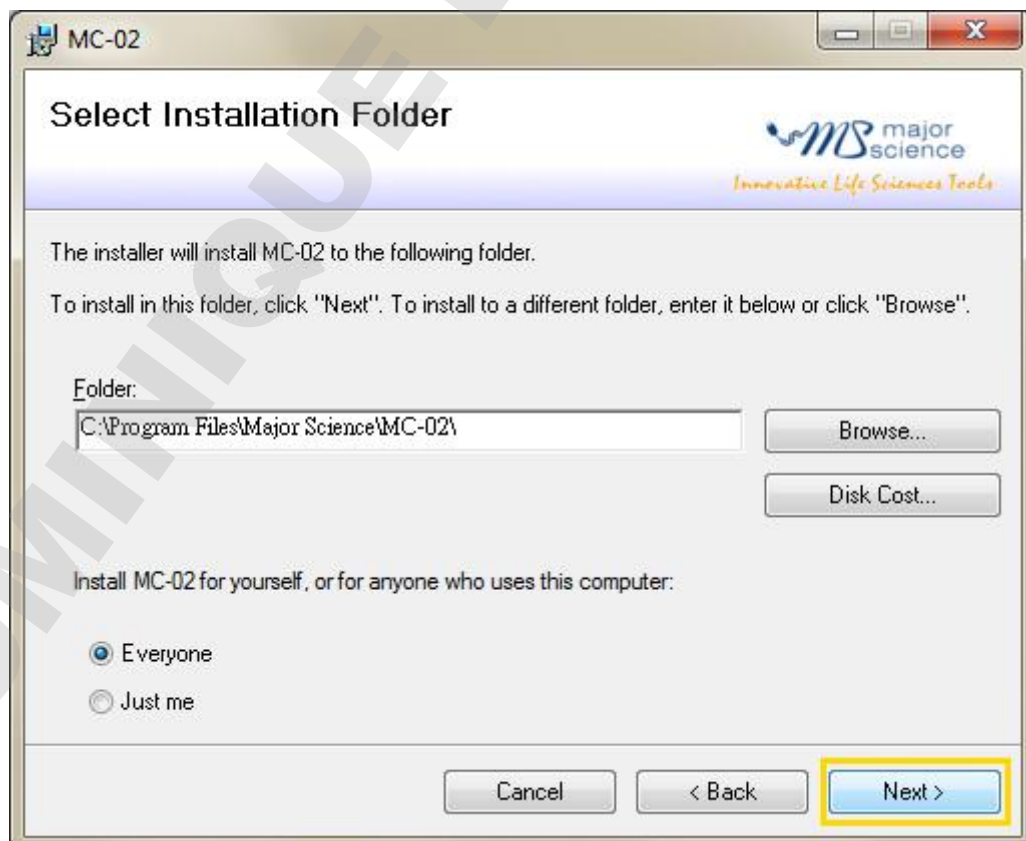 MC-02
Select Installation Folder
MS major science
Innovative Life Sciences Tools
The installer will install MC-02 to the following folder.
To install in this folder, click "Next". To install to a different folder, enter it below or click "Browse".
Folder:
C:\Program Files\Major Science\MC-02\
Browse...
Disk Cost...
Install MC-02 for yourself, or for anyone who uses this computer:
Everyone
Just me
Cancel < Back Next >